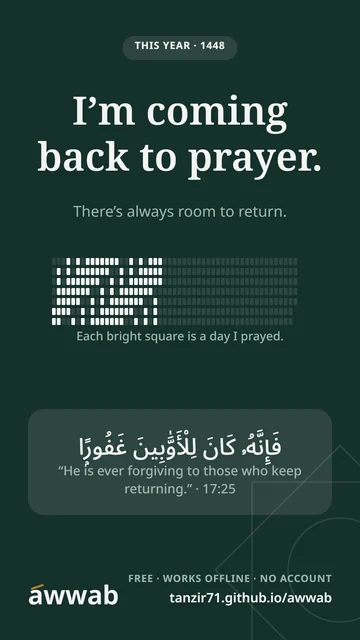 THIS YEAR · 1448
I’m coming
back to prayer.
There’s always room to return.
Each bright square is a day I prayed.
فَإِنَّهُۥ كَانَ لِلْأَوَّٰبِينَ غَفُورًا
“He is ever forgiving to those who keep
returning.” · 17:25
FREE · WORKS OFFLINE · NO ACCOUNT
awwab
tanzir71.github.io/awwab